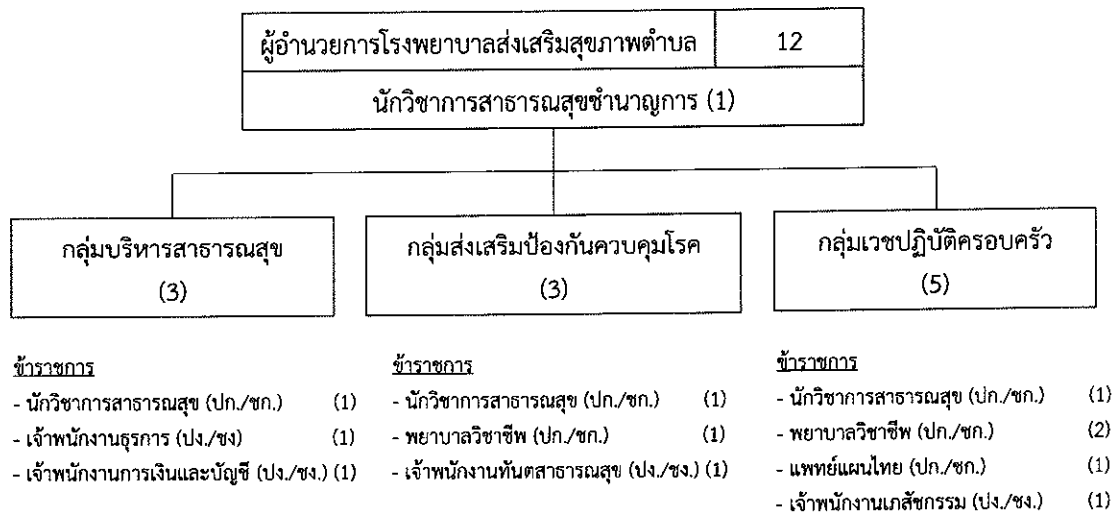 ผู้อำนวยการโรงพยาบาลส่งเสริมสุขภาพตำบล 12
นักวิชาการสาธารณสุขชำนาญการ (1)
กลุ่มบริหารสาธารณสุข
(3)
กลุ่มส่งเสริมป้องกันควบคุมโรค
(3)
กลุ่มเวชปฏิบัติครอบครัว
(5)
ข้าราชการ
- นักวิชาการสาธารณสุข (ปก./ชก.) (1)
- เจ้าพนักงานธุรการ (ปง./ชง) (1)
- เจ้าพนักงานการเงินและบัญชี (ปง./ชง.) (1)
ข้าราชการ
- นักวิชาการสาธารณสุข (ปก./ชก.) (1)
- พยาบาลวิชาชีพ (ปก./ชก.) (1)
- เจ้าพนักงานทันตสาธารณสุข (ปง./ชง.) (1)
ข้าราชการ
- นักวิชาการสาธารณสุข (ปก./ชก.) (1)
- พยาบาลวิชาชีพ (ปก./ชก.) (2)
- แพทย์แผนไทย (ปก./ชก.) (1)
- เจ้าพนักงานเภสัชกรรม (ปง./ชง.) (1)